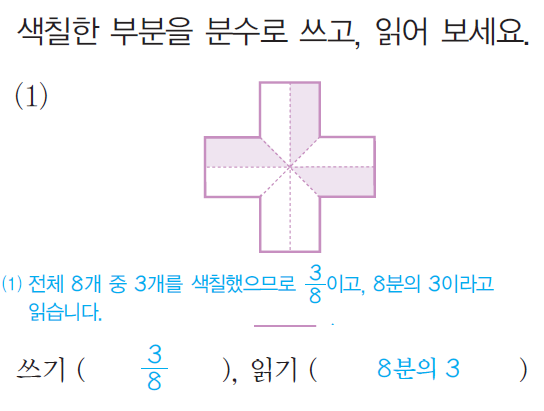 색칠한 부분을 분수로 쓰고, 읽어 보세요.
(1)
(1) 전체 8개 중 3개를 색칠했으므로 3/8이고, 8분의 3이라고
읽습니다.
쓰기 ( 3/8 ), 읽기 ( 8분의 3 )